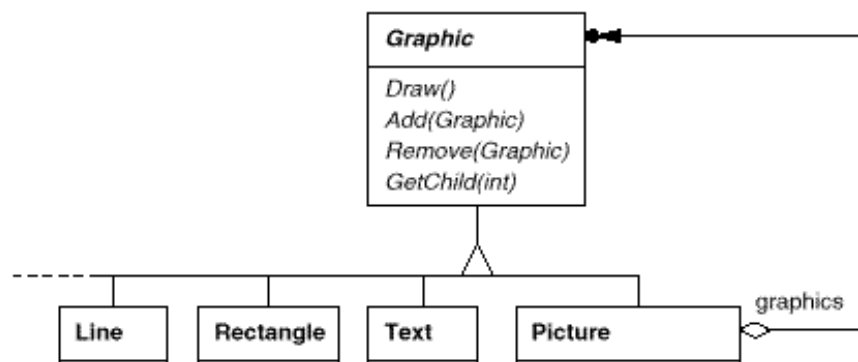 Graphic
Draw()
Add(Graphic)
Remove(Graphic)
GetChild(int)
graphics
Line
Rectangle
Text
Picture